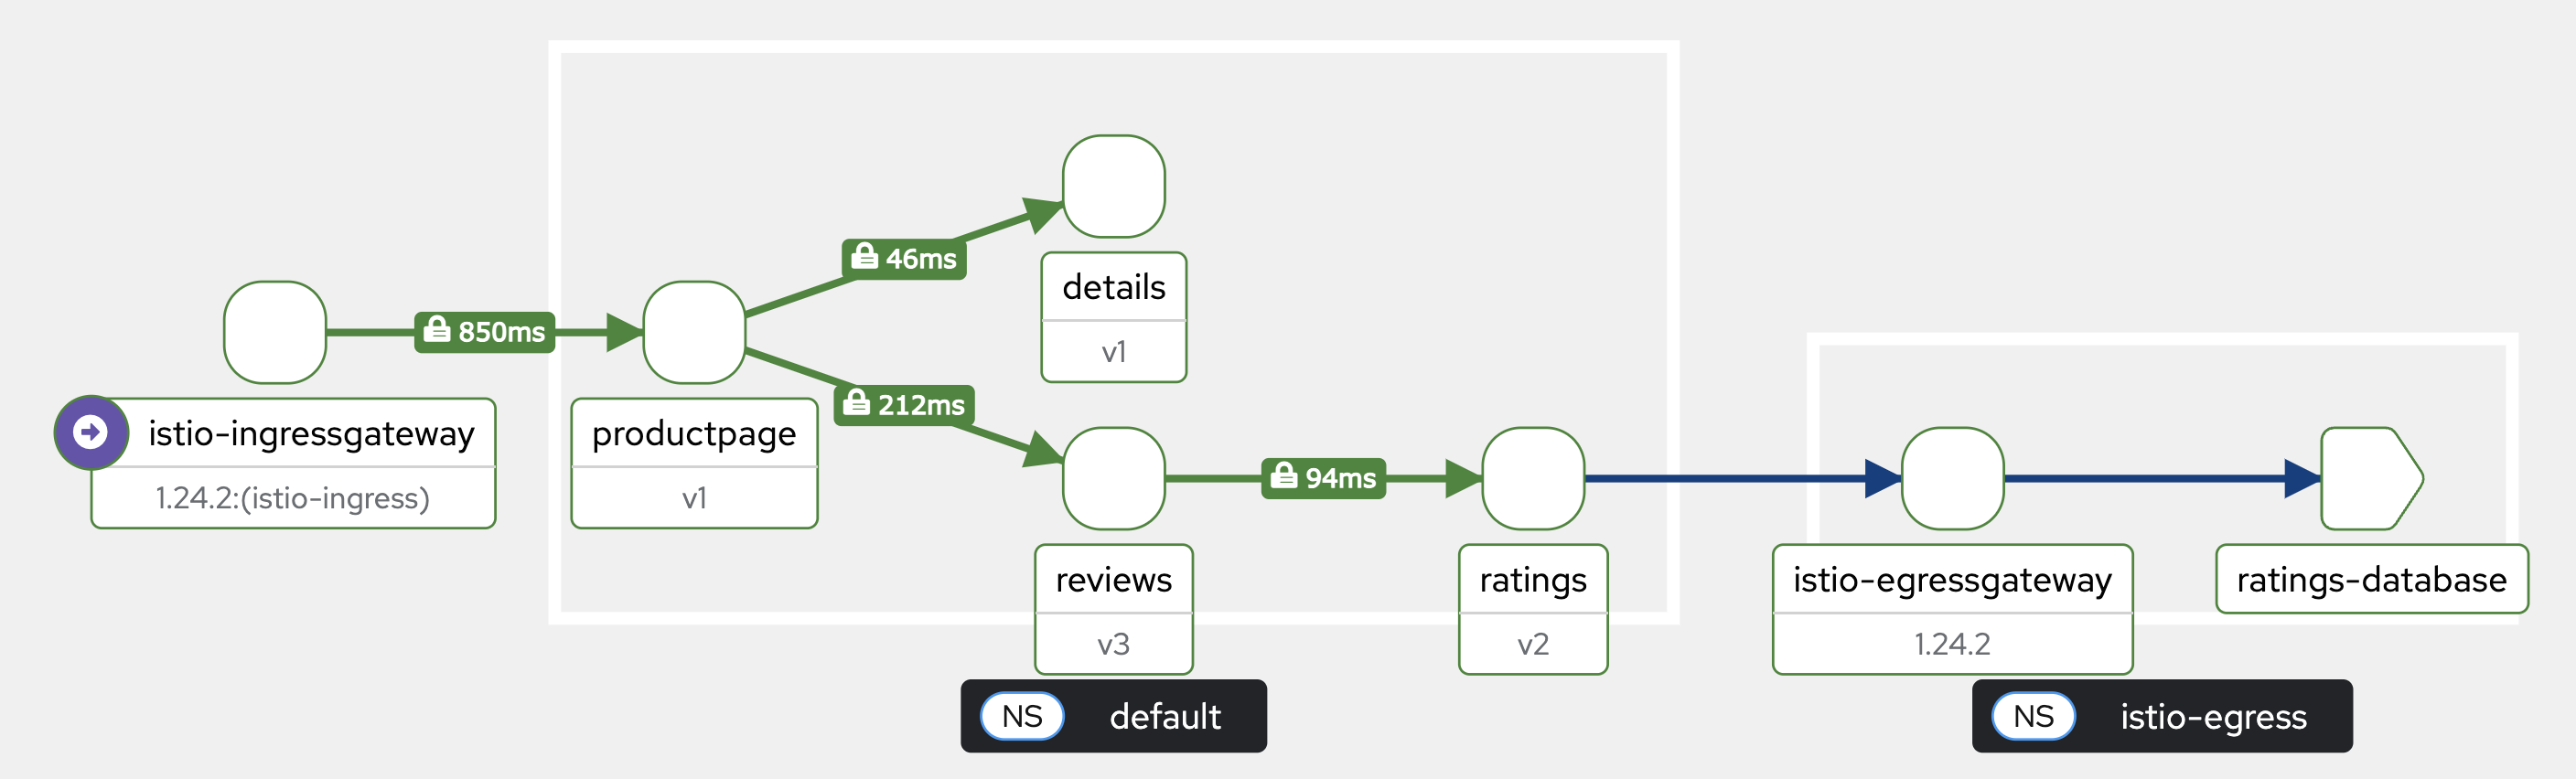 46ms
details
v1
850ms
212ms
istio-ingressgateway
1.24.2:(istio-ingress)
productpage
v1
94ms
reviews
v3
ratings
v2
istio-egressgateway
1.24.2
ratings-database
NS default
NS istio-egress